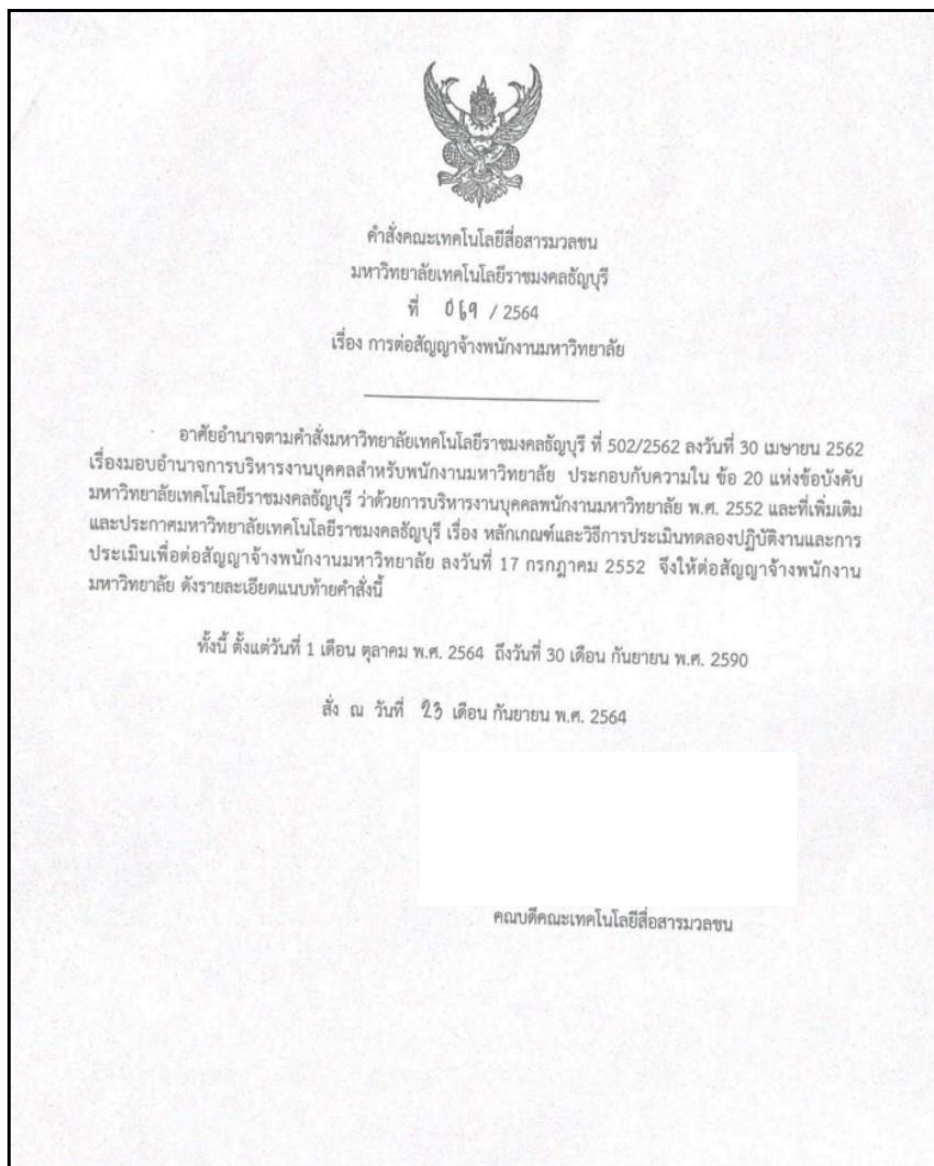 คำสั่งคณะเทคโนโลยีสื่อสารมวลชน
มหาวิทยาลัยเทคโนโลยีราชมงคลธัญบุรี
ที่ 069 / 2564
เรื่อง การต่อสัญญาจ้างพนักงานมหาวิทยาลัย
อาศัยอำนาจตามคำสั่งมหาวิทยาลัยเทคโนโลยีราชมงคลธัญบุรี ที่ 502/2562 ลงวันที่ 30 เมษายน 2562
เรื่องมอบอำนาจการบริหารงานบุคคลสำหรับพนักงานมหาวิทยาลัย ประกอบกับความใน ข้อ 20 แห่งข้อบังคับ
มหาวิทยาลัยเทคโนโลยีราชมงคลธัญบุรี ว่าด้วยการบริหารงานบุคคลพนักงานมหาวิทยาลัย พ.ศ. 2552 และที่เพิ่มเติม
และประกาศมหาวิทยาลัยเทคโนโลยีราชมงคลธัญบุรี เรื่อง หลักเกณฑ์และวิธีการประเมินทดลองปฏิบัติงานและการ
ประเมินเพื่อต่อสัญญาจ้างพนักงานมหาวิทยาลัย ลงวันที่ 17 กรกฎาคม 2552 จึงให้ต่อสัญญาจ้างพนักงาน
มหาวิทยาลัย ดังรายละเอียดแนบท้ายคำสั่งนี้
ทั้งนี้ ตั้งแต่วันที่ 1 เดือน ตุลาคม พ.ศ. 2564 ถึงวันที่ 30 เดือน กันยายน พ.ศ. 2590
สั่ง ณ วันที่ 23 เดือน กันยายน พ.ศ. 2564
คณบดีคณะเทคโนโลยีสื่อสารมวลชน